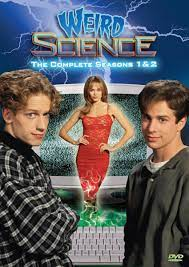 WEIRD
SCIENCE
THE COMPLETE SEASONS 1&2
DVD